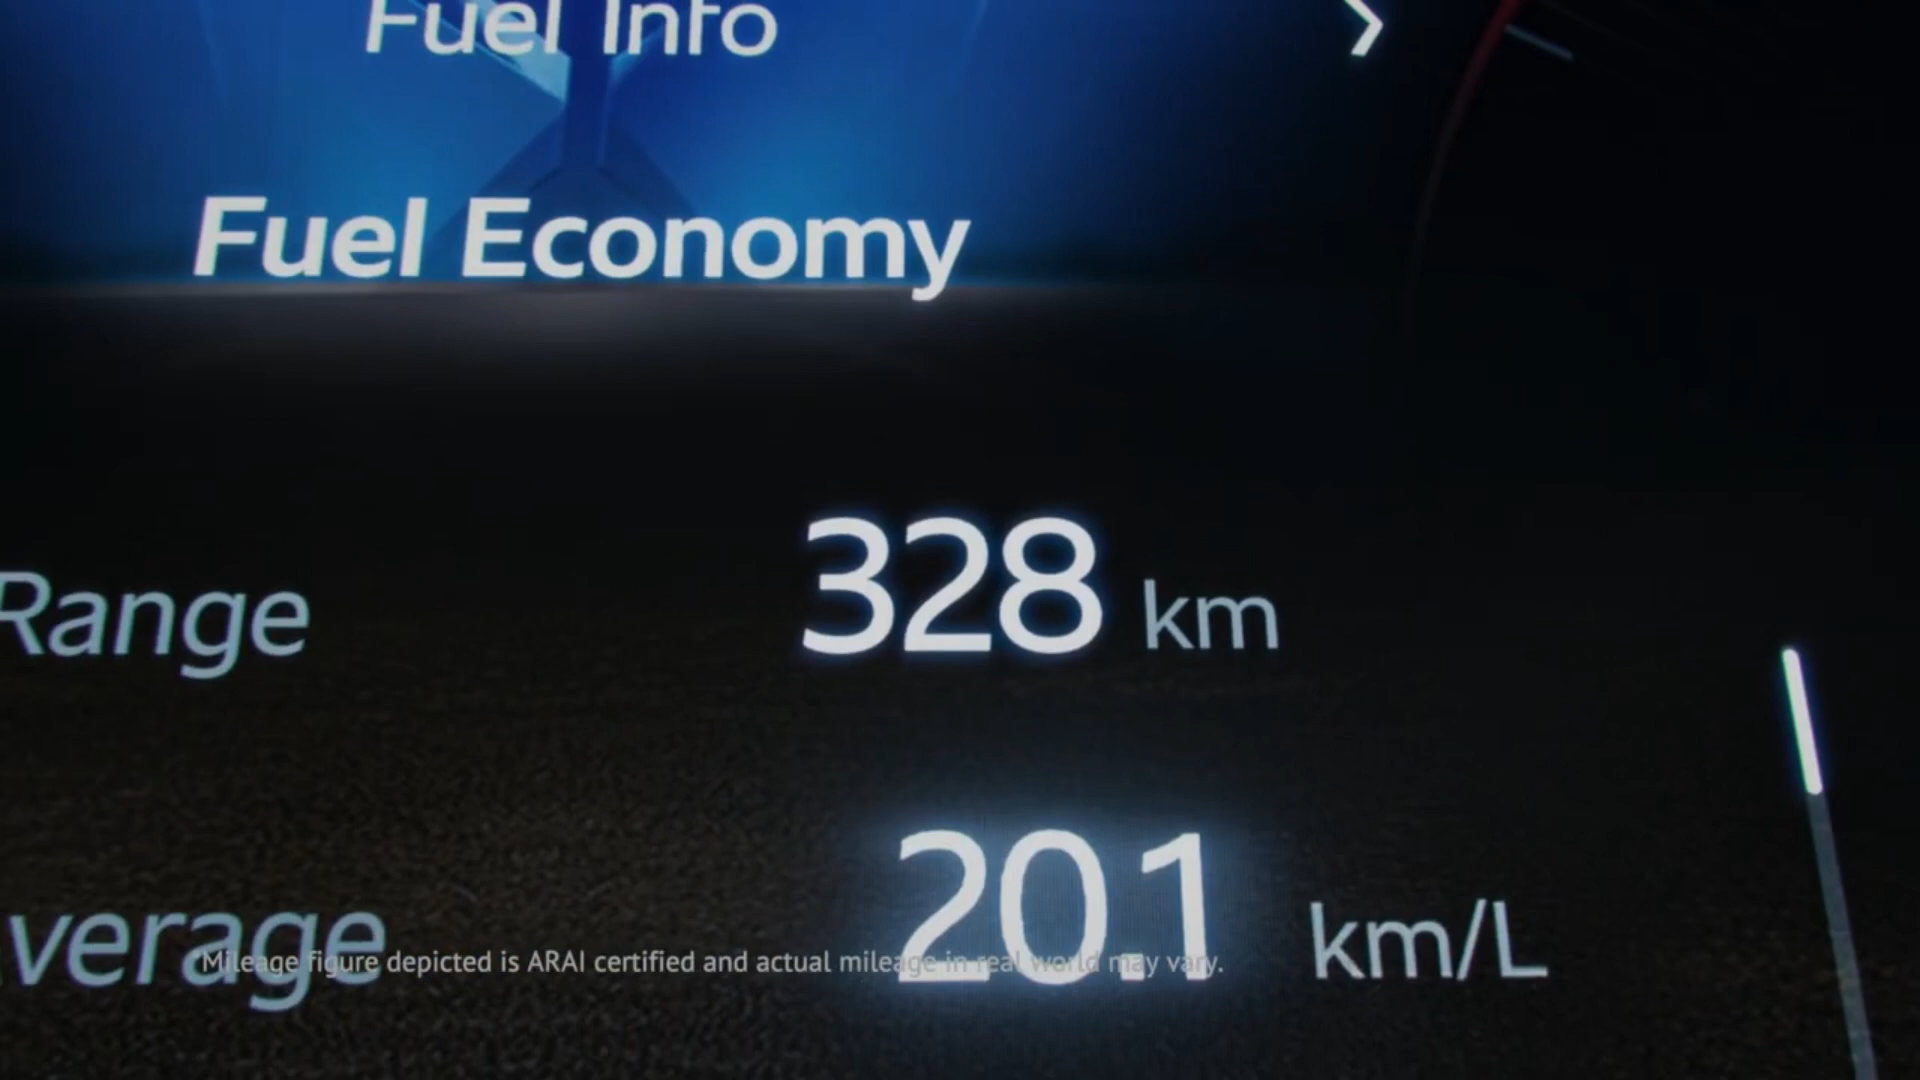 Fuel Info
Fuel Economy
Range 328 km
verage 20.1 km/L
Mileage figure depicted is ARAI certified and actual mileage in real world may vary.